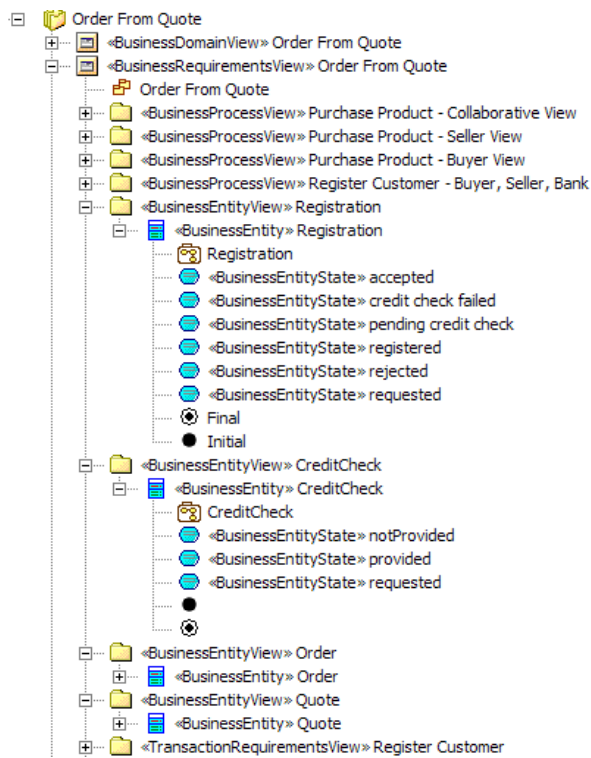 Order From Quote
«BusinessDomainView» Order From Quote
«BusinessRequirementsView» Order From Quote
Order From Quote
«BusinessProcessView» Purchase Product - Collaborative View
«BusinessProcessView» Purchase Product - Seller View
«BusinessProcessView» Purchase Product - Buyer View
«BusinessProcessView» Register Customer - Buyer, Seller, Bank
«BusinessEntityView» Registration
«BusinessEntity» Registration
Registration
«BusinessEntityState» accepted
«BusinessEntityState» credit check failed
«BusinessEntityState» pending credit check
«BusinessEntityState» registered
«BusinessEntityState» rejected
«BusinessEntityState» requested
Final
Initial
«BusinessEntityView» CreditCheck
«BusinessEntity» CreditCheck
CreditCheck
«BusinessEntityState» notProvided
«BusinessEntityState» provided
«BusinessEntityState» requested
«BusinessEntityView» Order
«BusinessEntity» Order
«BusinessEntityView» Quote
«BusinessEntity» Quote
«TransactionRequirementsView» Register Customer